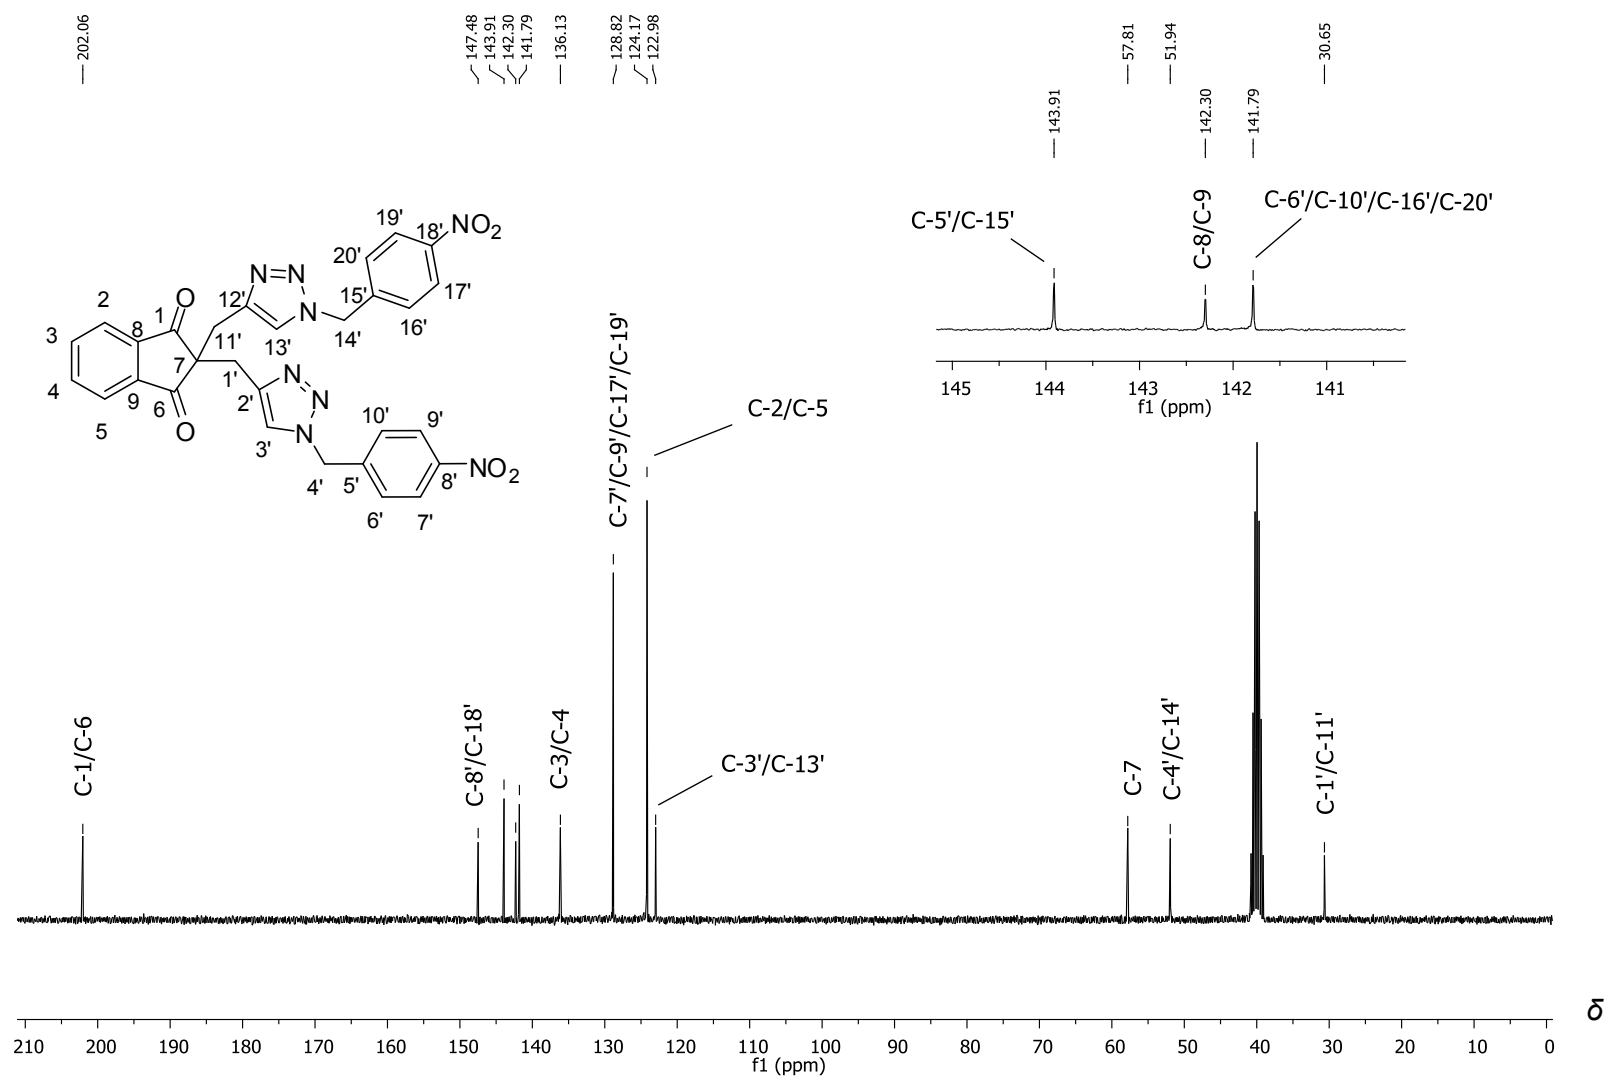 202.06
147.48
143.91
142.30
141.79
136.13
128.82
124.17
122.98
57.81
51.94
30.65
143.91
142.30
141.79
C-5'/C-15'
C-8/C-9
C-6'/C-10'/C-16'/C-20'
145 144 143 142 141
f1 (ppm)
19'
NO2
18'
20'
N=N
17'
12'
15'
O
N
2
1
16'
8
11'
13'
14'
3
7
N
1'
4
N
9
2'
6
10'
9'
5
O
3'
N
NO2
8'
4'
5'
6'
7'
C-7'/C-9'/C-17'/C-19'
C-2/C-5
C-1/C-6
C-8'/C-18'
C-3/C-4
C-3'/C-13'
C-7
C-4'/C-14'
C-1'/C-11'
δ
210 200 190 180 170 160 150 140 130 120 110 100 90 80 70 60 50 40 30 20 10 0
f1 (ppm)